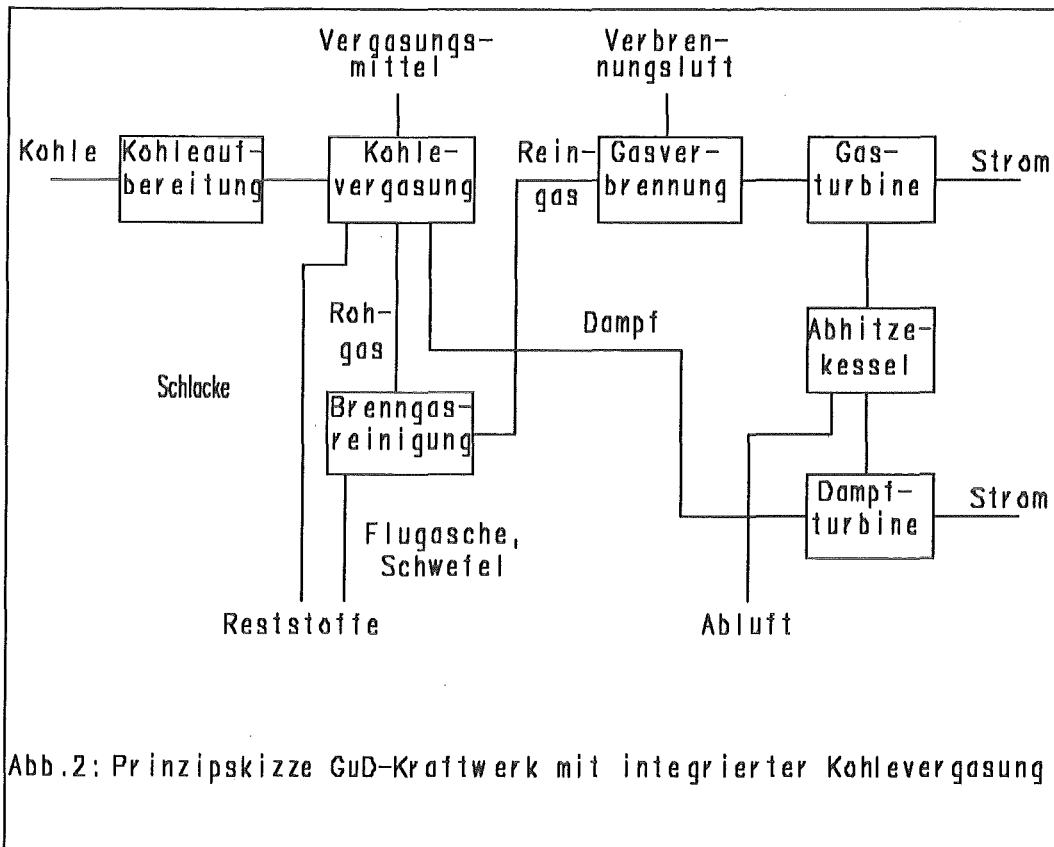 Vergasungs-
mittel
Verbren-
nungsluft
Kohle
Kohleauf-
bereitung
Kohle-
vergasung
Rein-
gas
Gasver-
brennung
Gas-
turbine
Strom
Roh-
gas
Dampf
Abhitze-
kessel
Schlacke
Brenngas-
reinigung
Dampf-
turbine
Strom
Flugasche,
Schwefel
Reststoffe
Abluft
Abb.2: Prinzipskizze GuD-Kraftwerk mit integrierter Kohlevergasung